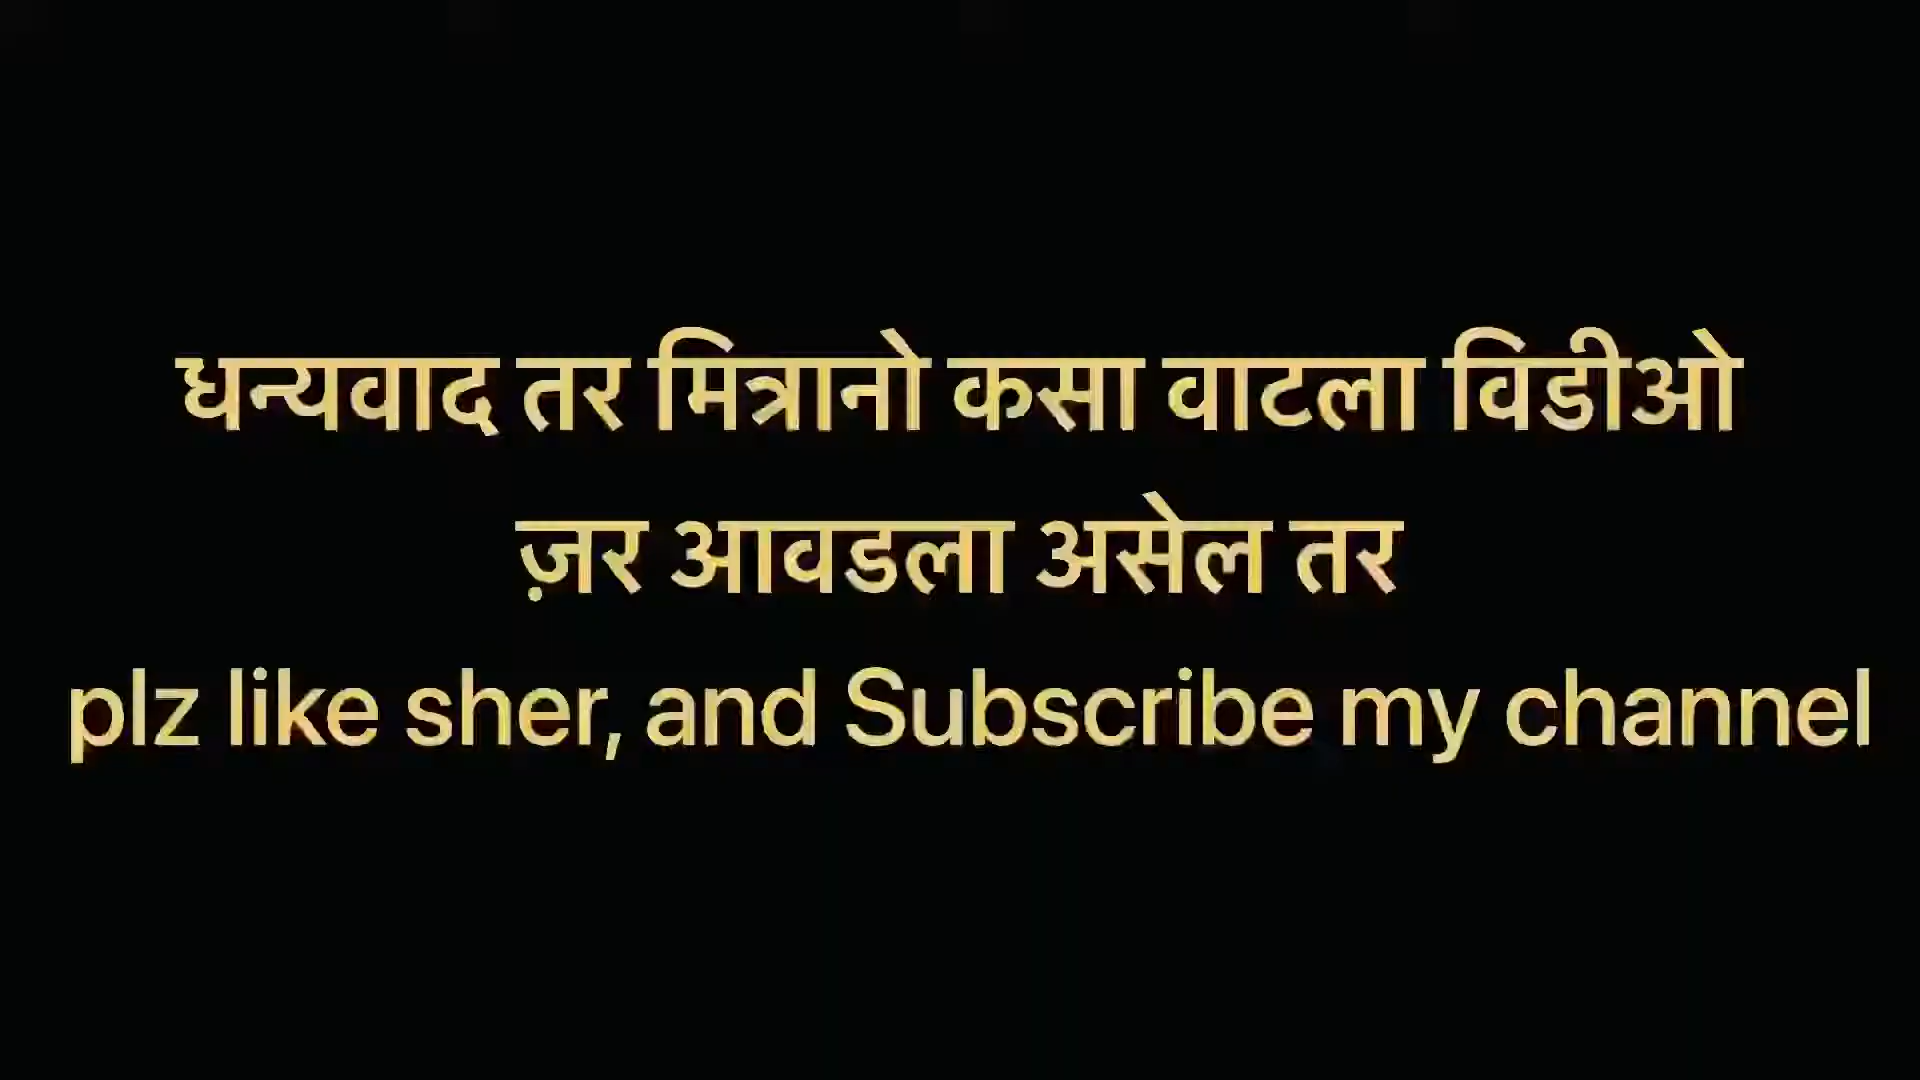 धन्यवाद तर मित्रानो कसा वाटला विडीओ
ज़र आवडला असेल तर
plz like sher, and Subscribe my channel